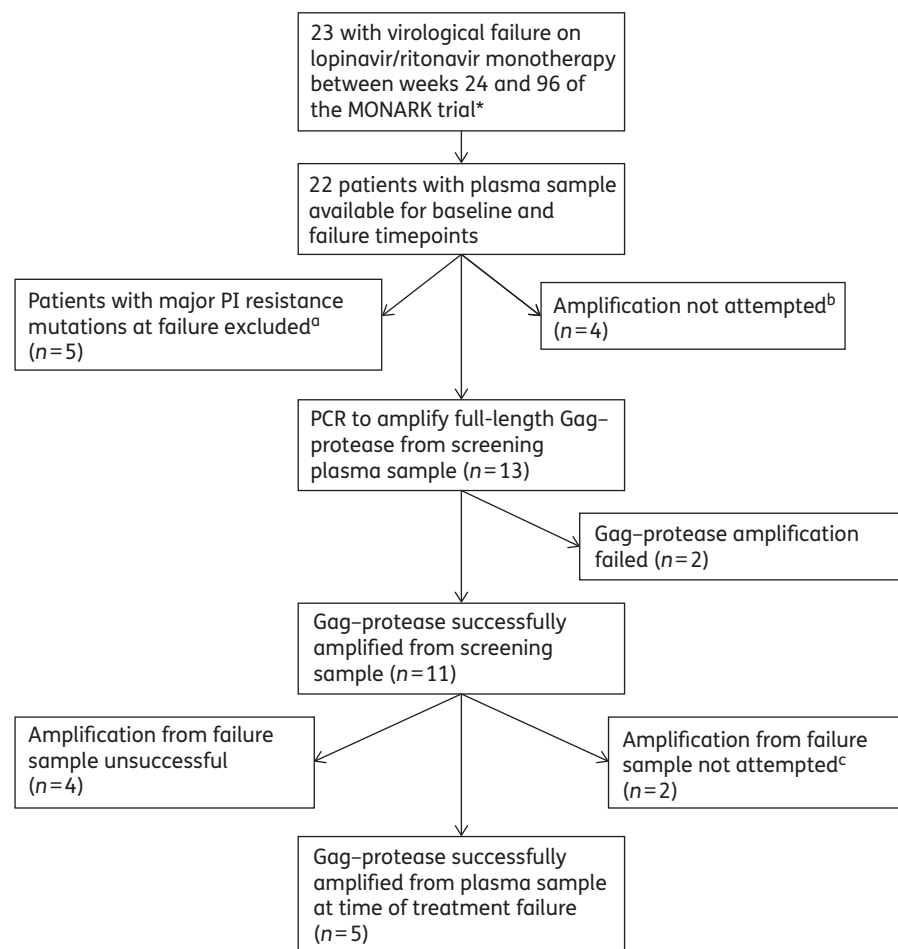 23 with virological failure on
lopinavir/ritonavir monotherapy
between weeks 24 and 96 of
the MONARK trial*
22 patients with plasma sample
available for baseline and
failure timepoints
Patients with major PI resistance
mutations at failure excludedᵃ
(n=5)
Amplification not attemptedᵇ
(n=4)
PCR to amplify full-length Gag–
protease from screening
plasma sample (n=13)
Gag–protease amplification
failed (n=2)
Gag–protease successfully
amplified from screening
sample (n=11)
Amplification from failure
sample unsuccessful
(n=4)
Amplification from failure
sample not attemptedᶜ
(n=2)
Gag–protease successfully
amplified from plasma sample
at time of treatment failure
(n=5)